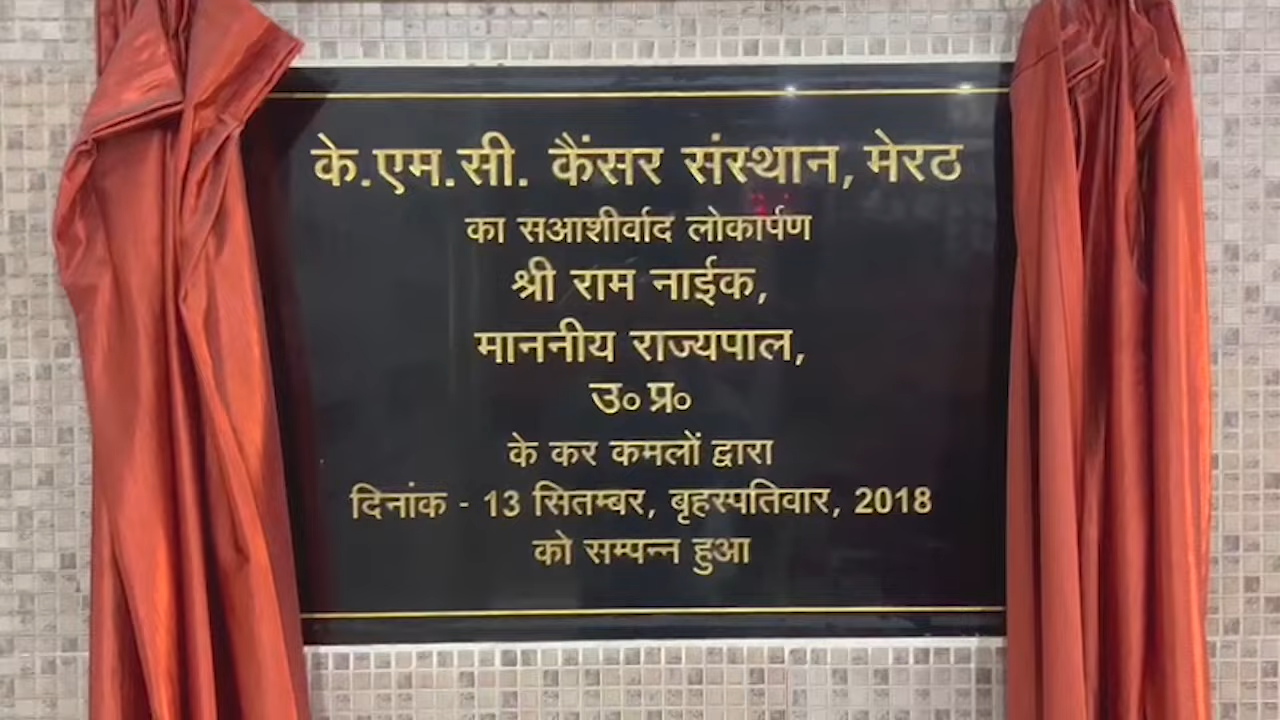 के.एम.सी. कैंसर संस्थान, मेरठ
का सआशीर्वाद लोकार्पण
श्री राम नाईक,
माननीय राज्यपाल,
उ० प्र०
के कर कमलों द्वारा
दिनांक - 13 सितम्बर, बृहस्पतिवार, 2018
को सम्पन्न हुआ